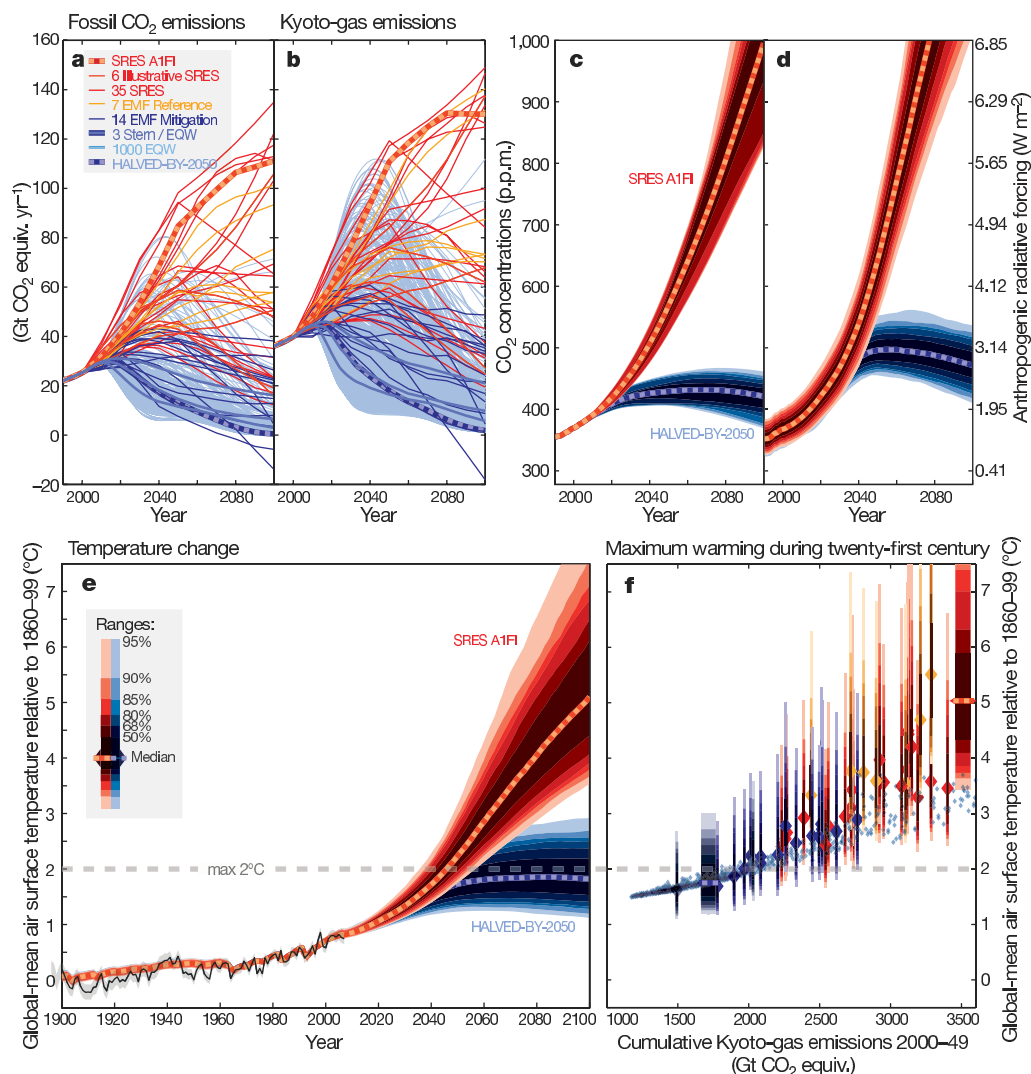 Fossil CO2 emissions
Kyoto-gas emissions
160
140
120
100
80
60
40
20
0
–20
(Gt CO2 equiv. yr–1)
a
SRES A1FI
6 Illustrative SRES
35 SRES
7 EMF Reference
14 EMF Mitigation
3 Stern / EQW
1000 EQW
HALVED-BY-2050
b
2000 2040 2080
Year
2000 2040 2080
Year
1,000
900
800
700
600
500
400
300
CO2 concentrations (p.p.m.)
c
SRES A1FI
HALVED-BY-2050
d
6.85
6.29
5.65
4.94
4.12
3.14
1.95
0.41
Anthropogenic radiative forcing (W m–2)
2000 2040 2080
Year
2000 2040 2080
Year
Temperature change
Global-mean air surface temperature relative to 1860–99 (°C)
7
6
5
4
3
2
1
0
e
Ranges:
95%
90%
85%
80%
68%
50%
Median
SRES A1FI
max 2°C
HALVED-BY-2050
1900 1920 1940 1960 1980 2000 2020 2040 2060 2080 2100
Year
Maximum warming during twenty-first century
f
7
6
5
4
3
2
1
0
Global-mean air surface temperature relative to 1860–99 (°C)
1000 1500 2000 2500 3000 3500
Cumulative Kyoto-gas emissions 2000–49
(Gt CO2 equiv.)